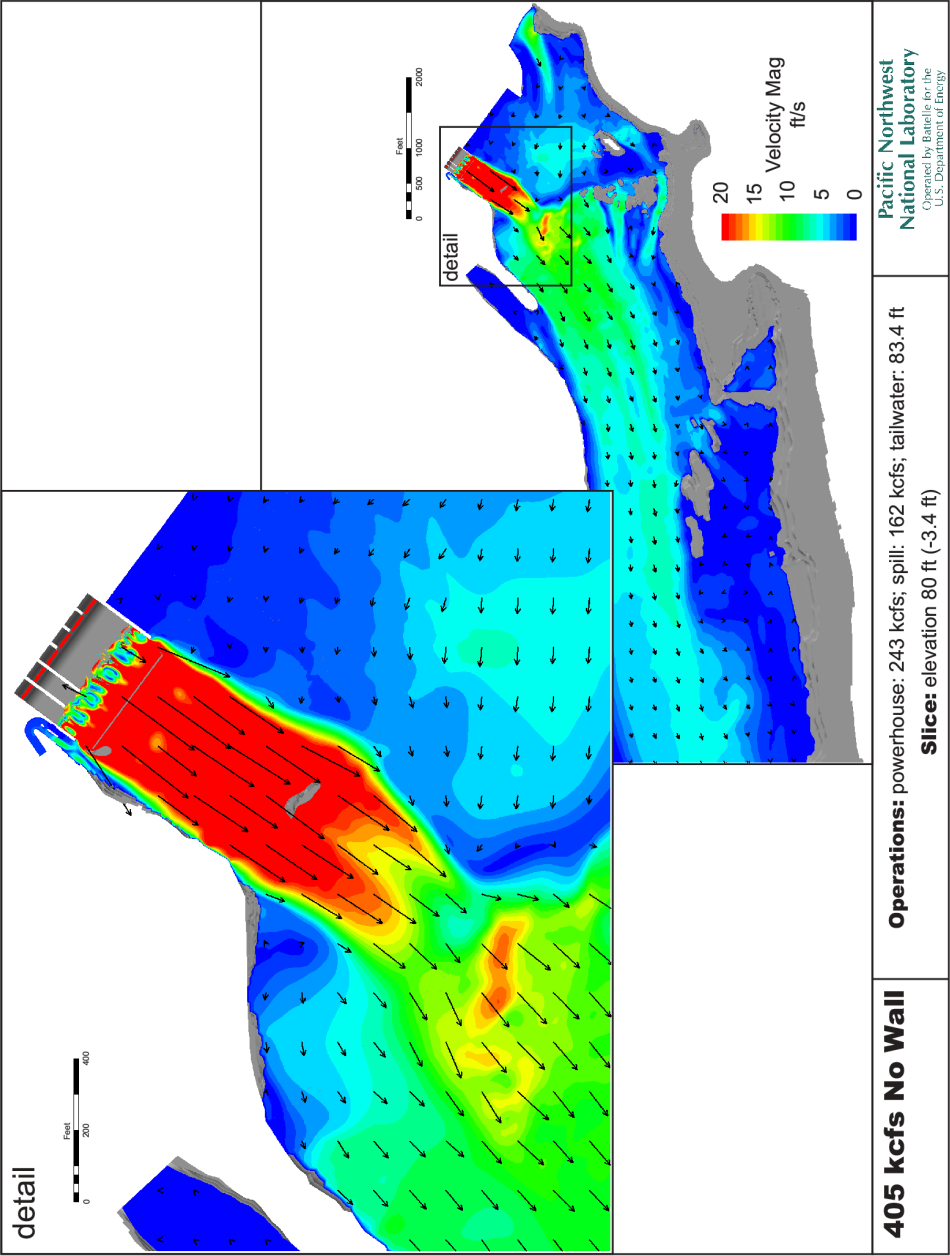 detail
Feet
0 200 400
detail
Feet
0 500 1000 2000
Velocity Mag
ft/s
20
15
10
5
0
405 kcfs No Wall
Operations: powerhouse: 243 kcfs; spill: 162 kcfs; tailwater: 83.4 ft
Slice: elevation 80 ft (-3.4 ft)
Pacific Northwest
National Laboratory
Operated by Battelle for the
U.S. Department of Energy